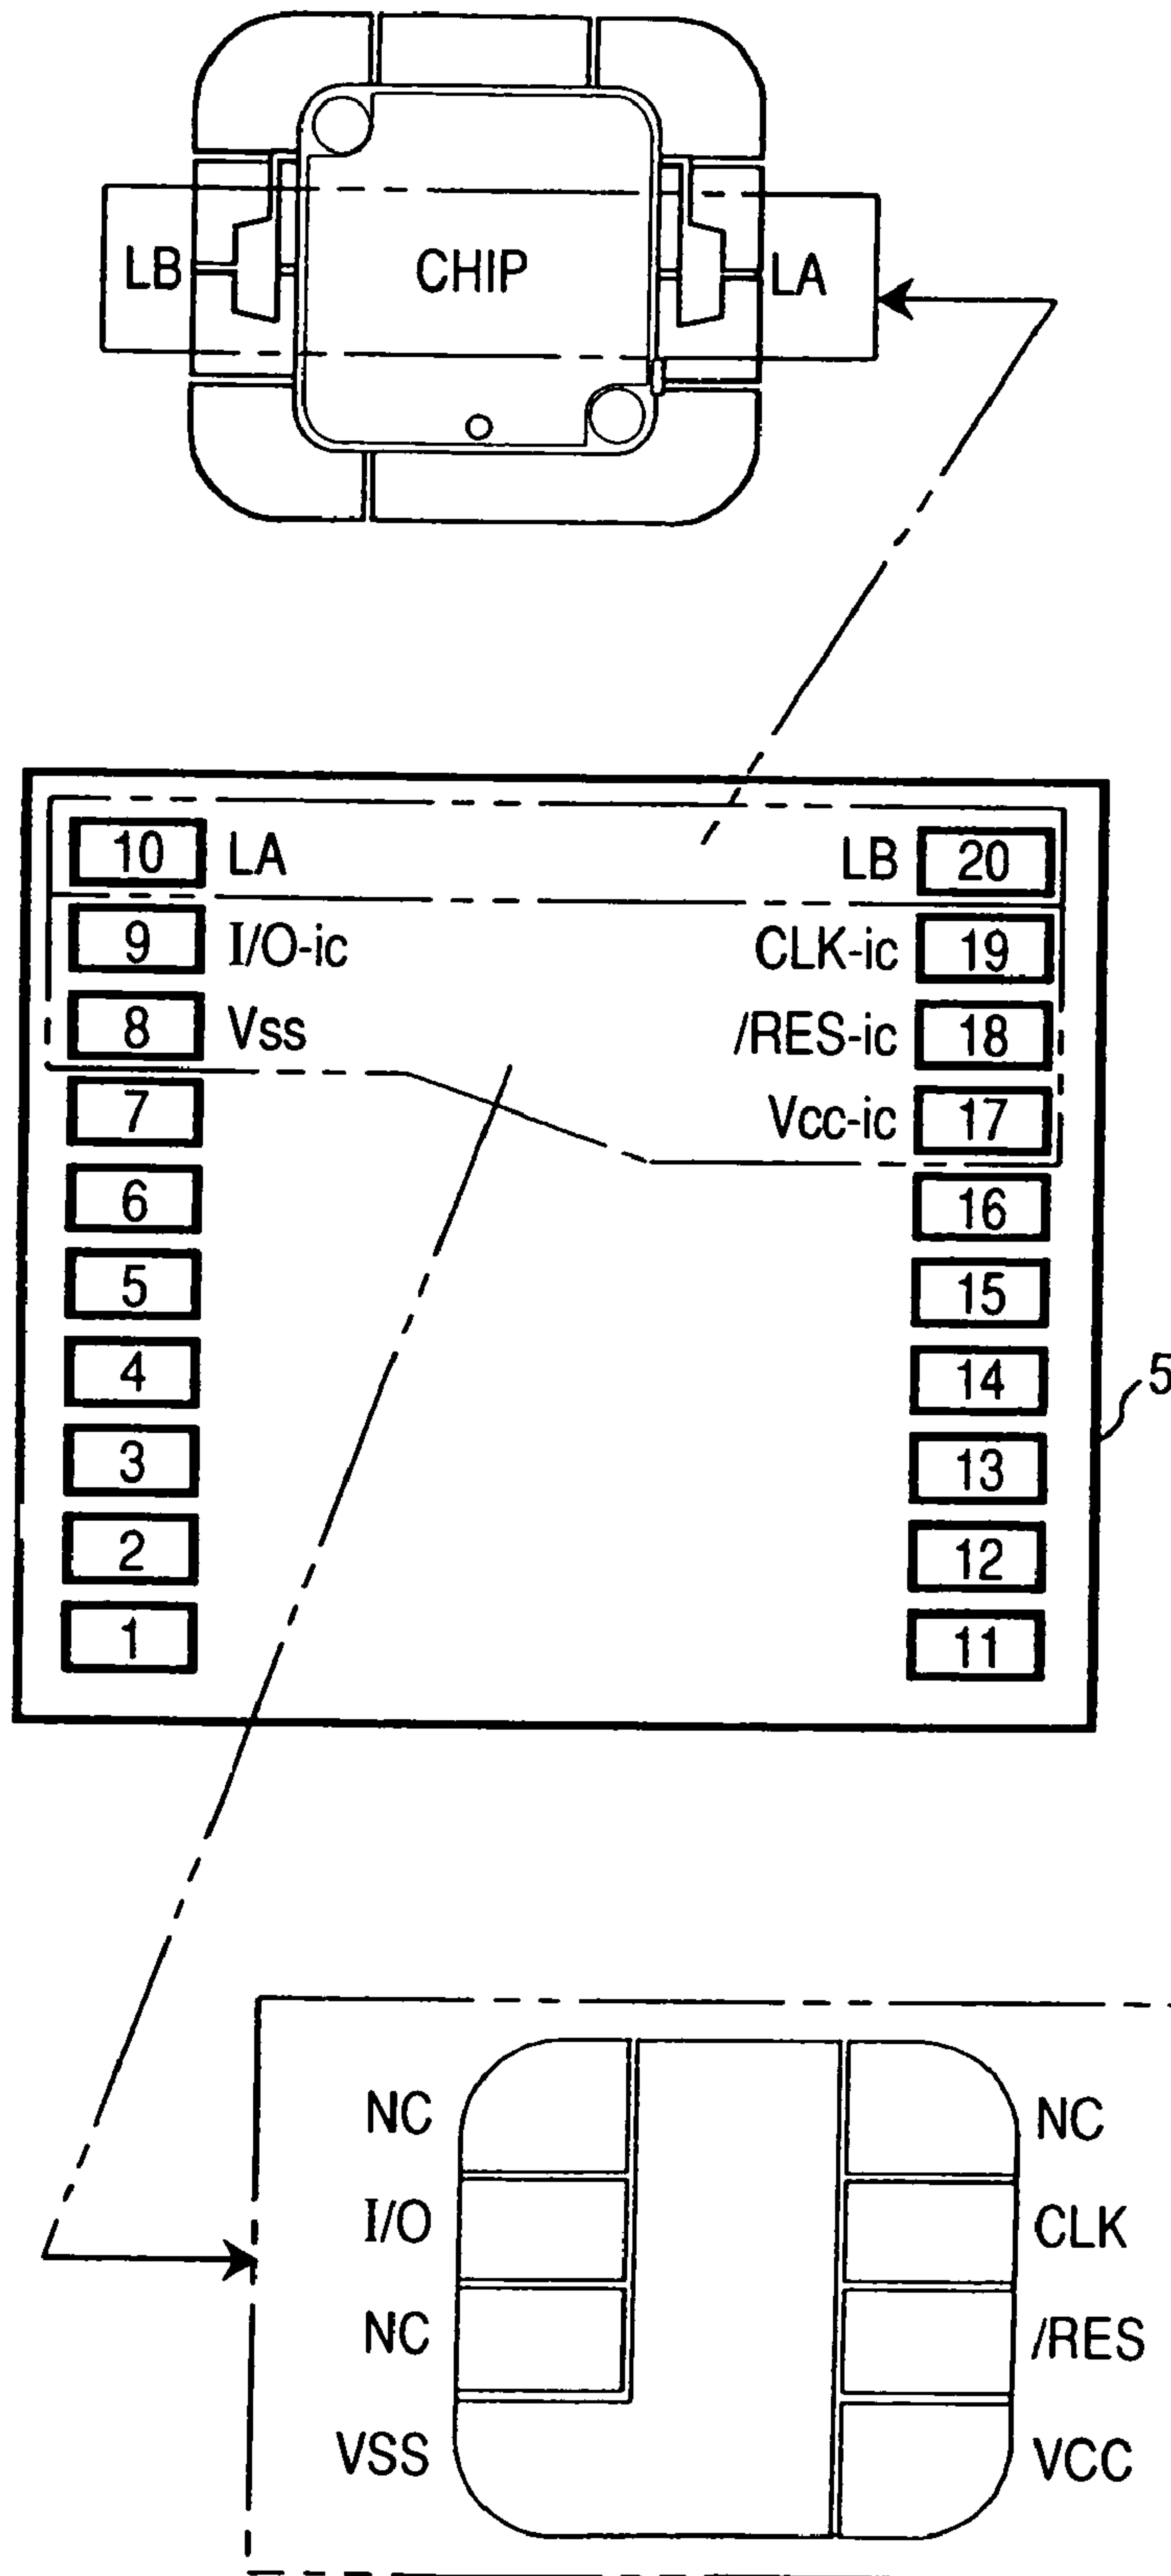 LB CHIP LA
10 LA LB 20
9 I/O-ic CLK-ic 19
8 Vss /RES-ic 18
7 Vcc-ic 17
6 16
5 15
4 14
5
3 13
2 12
1 11
NC NC
I/O CLK
NC /RES
VSS VCC